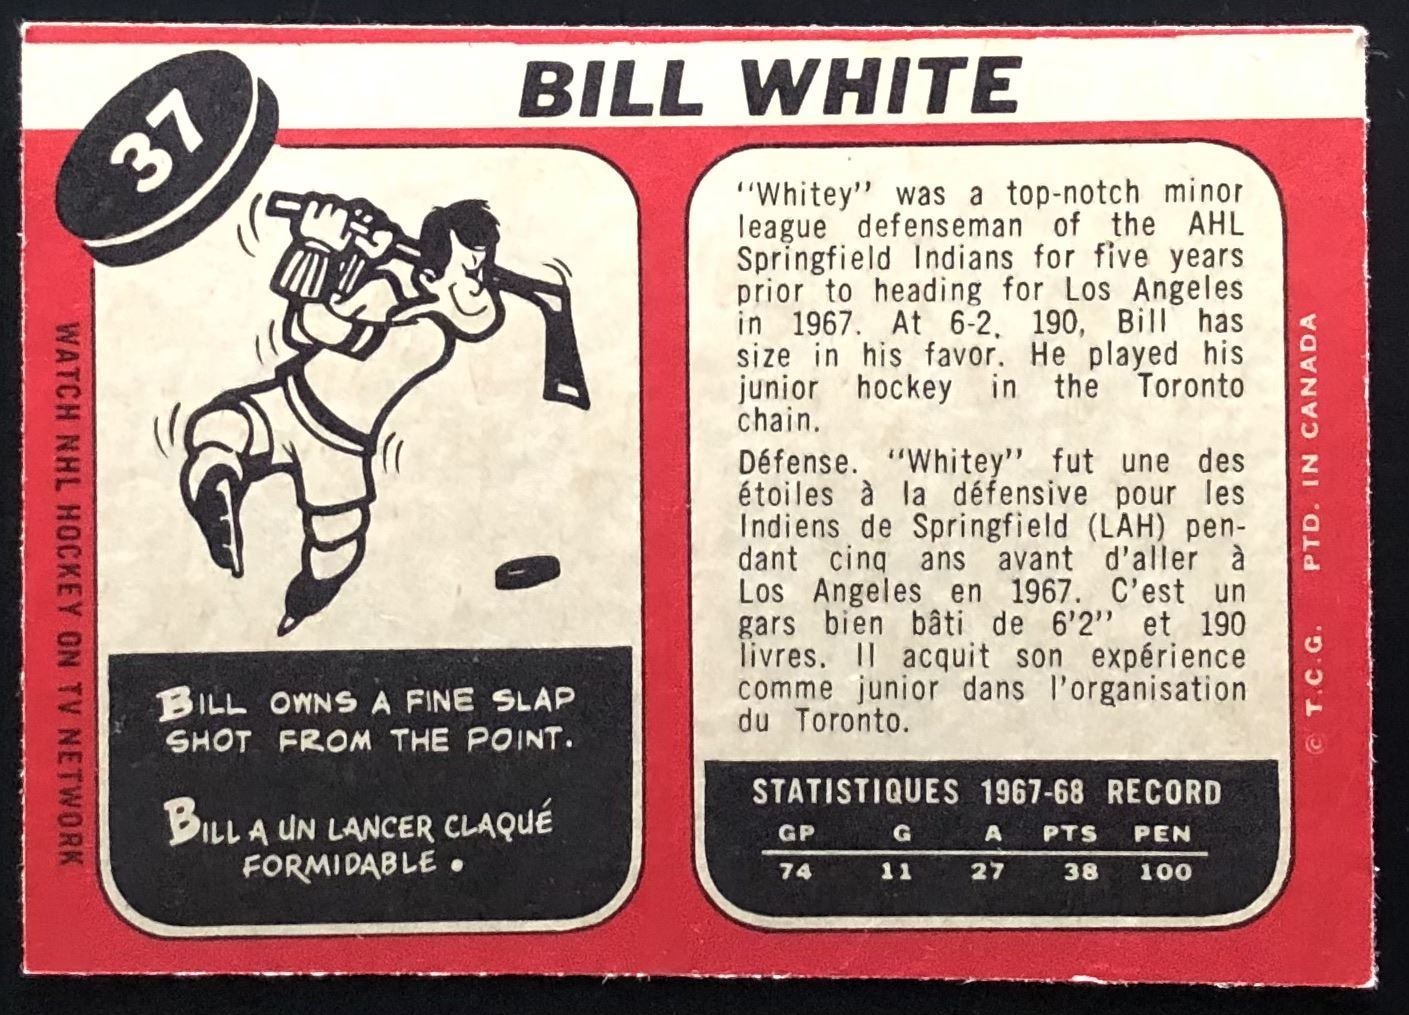 BILL WHITE
37
WATCH NHL HOCKEY ON TV NETWORK
BILL OWNS A FINE SLAP
SHOT FROM THE POINT.
BILL A UN LANCER CLAQUÉ
FORMIDABLE.
"Whitey" was a top-notch minor
league defenseman of the AHL
Springfield Indians for five years
prior to heading for Los Angeles
in 1967. At 6-2, 190, Bill has
size in his favor. He played his
junior hockey in the Toronto
chain.
Défense. "Whitey" fut une des
étoiles à la défensive pour les
Indiens de Springfield (LAH) pen-
dant cinq ans avant d'aller à
Los Angeles en 1967. C'est un
gars bien bâti de 6'2" et 190
livres. Il acquit son expérience
comme junior dans l'organisation
du Toronto.
STATISTIQUES 1967-68 RECORD
GP G A PTS PEN
74 11 27 38 100
© T.C.G. PTD. IN CANADA